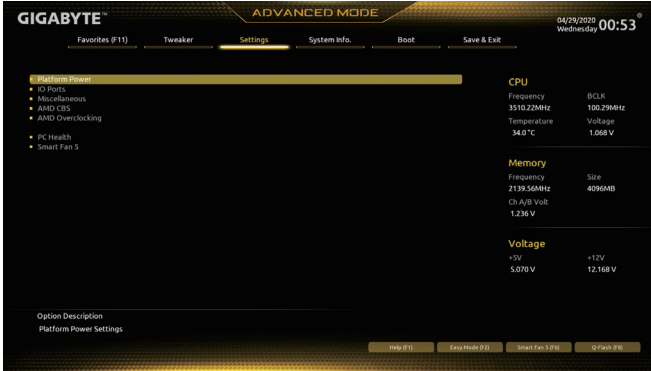 GIGABYTE™
ADVANCED MODE
04/29/2020
Wednesday 00:53
Favorites (F11) Tweaker Settings System Info. Boot Save & Exit
Platform Power
IO Ports
Miscellaneous
AMD CBS
AMD Overclocking
PC Health
Smart Fan 5
CPU
Frequency BCLK
3510.22MHz 100.29MHz
Temperature Voltage
34.0 °C 1.068 V
Memory
Frequency Size
2139.56MHz 4096MB
Ch A/B Volt
1.236 V
Voltage
+5V +12V
5.070 V 12.168 V
Option Description
Platform Power Settings
Help (F1) Easy Mode (F2) Smart Fan 5 (F6) Q-Flash (F8)